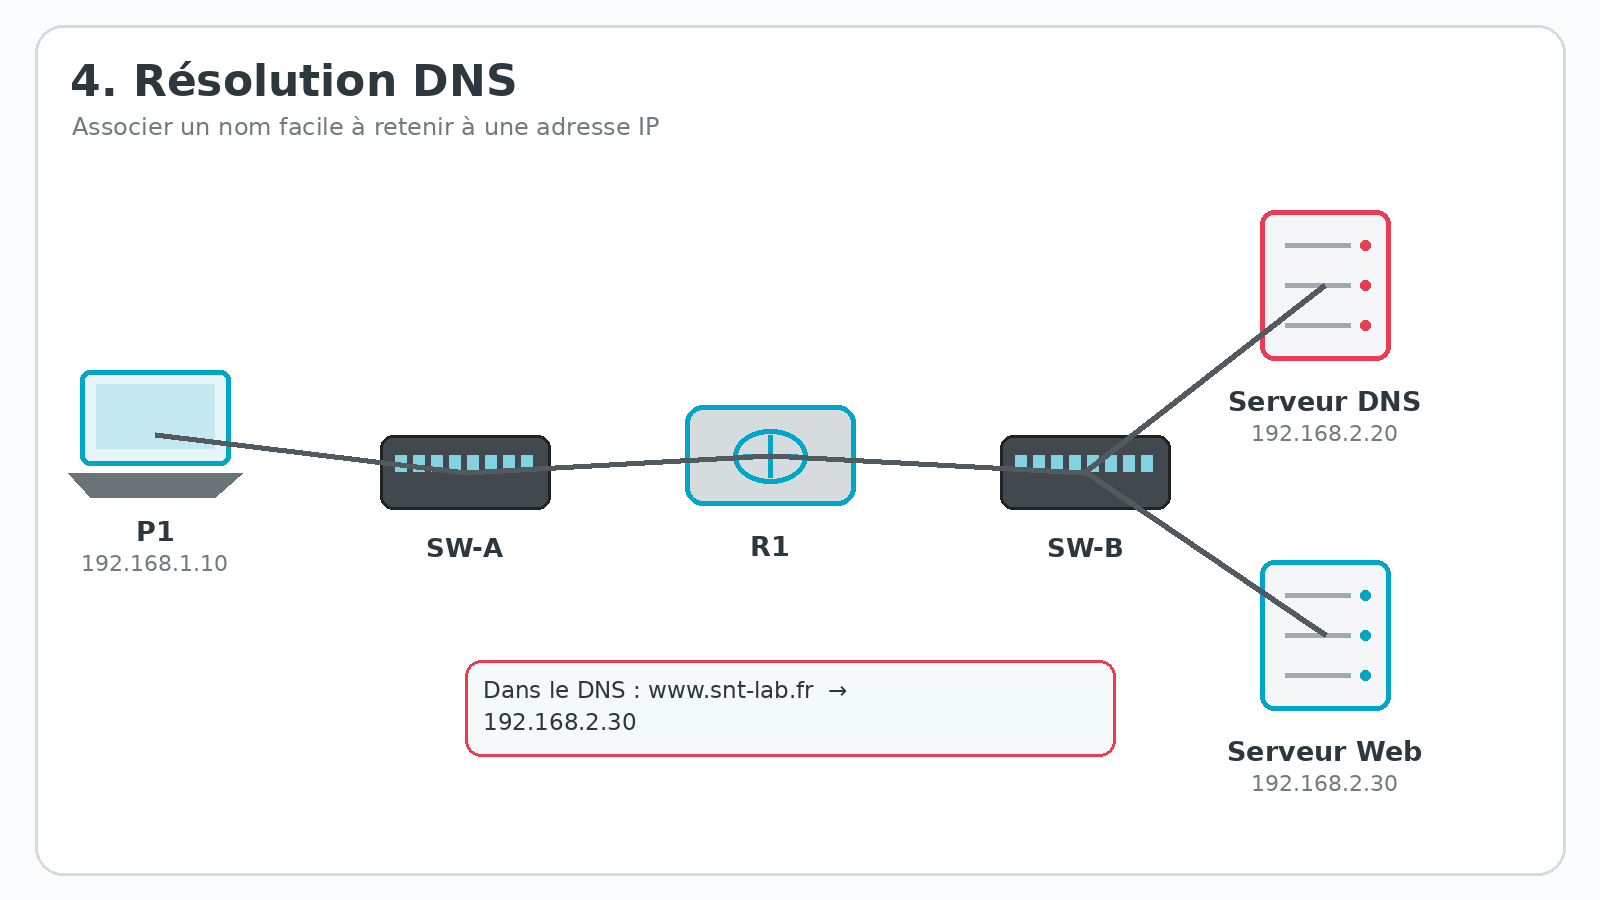 4. Résolution DNS
Associer un nom facile à retenir à une adresse IP
Serveur DNS
192.168.2.20
P1
192.168.1.10
SW-A
R1
SW-B
Dans le DNS : www.snt-lab.fr →
192.168.2.30
Serveur Web
192.168.2.30